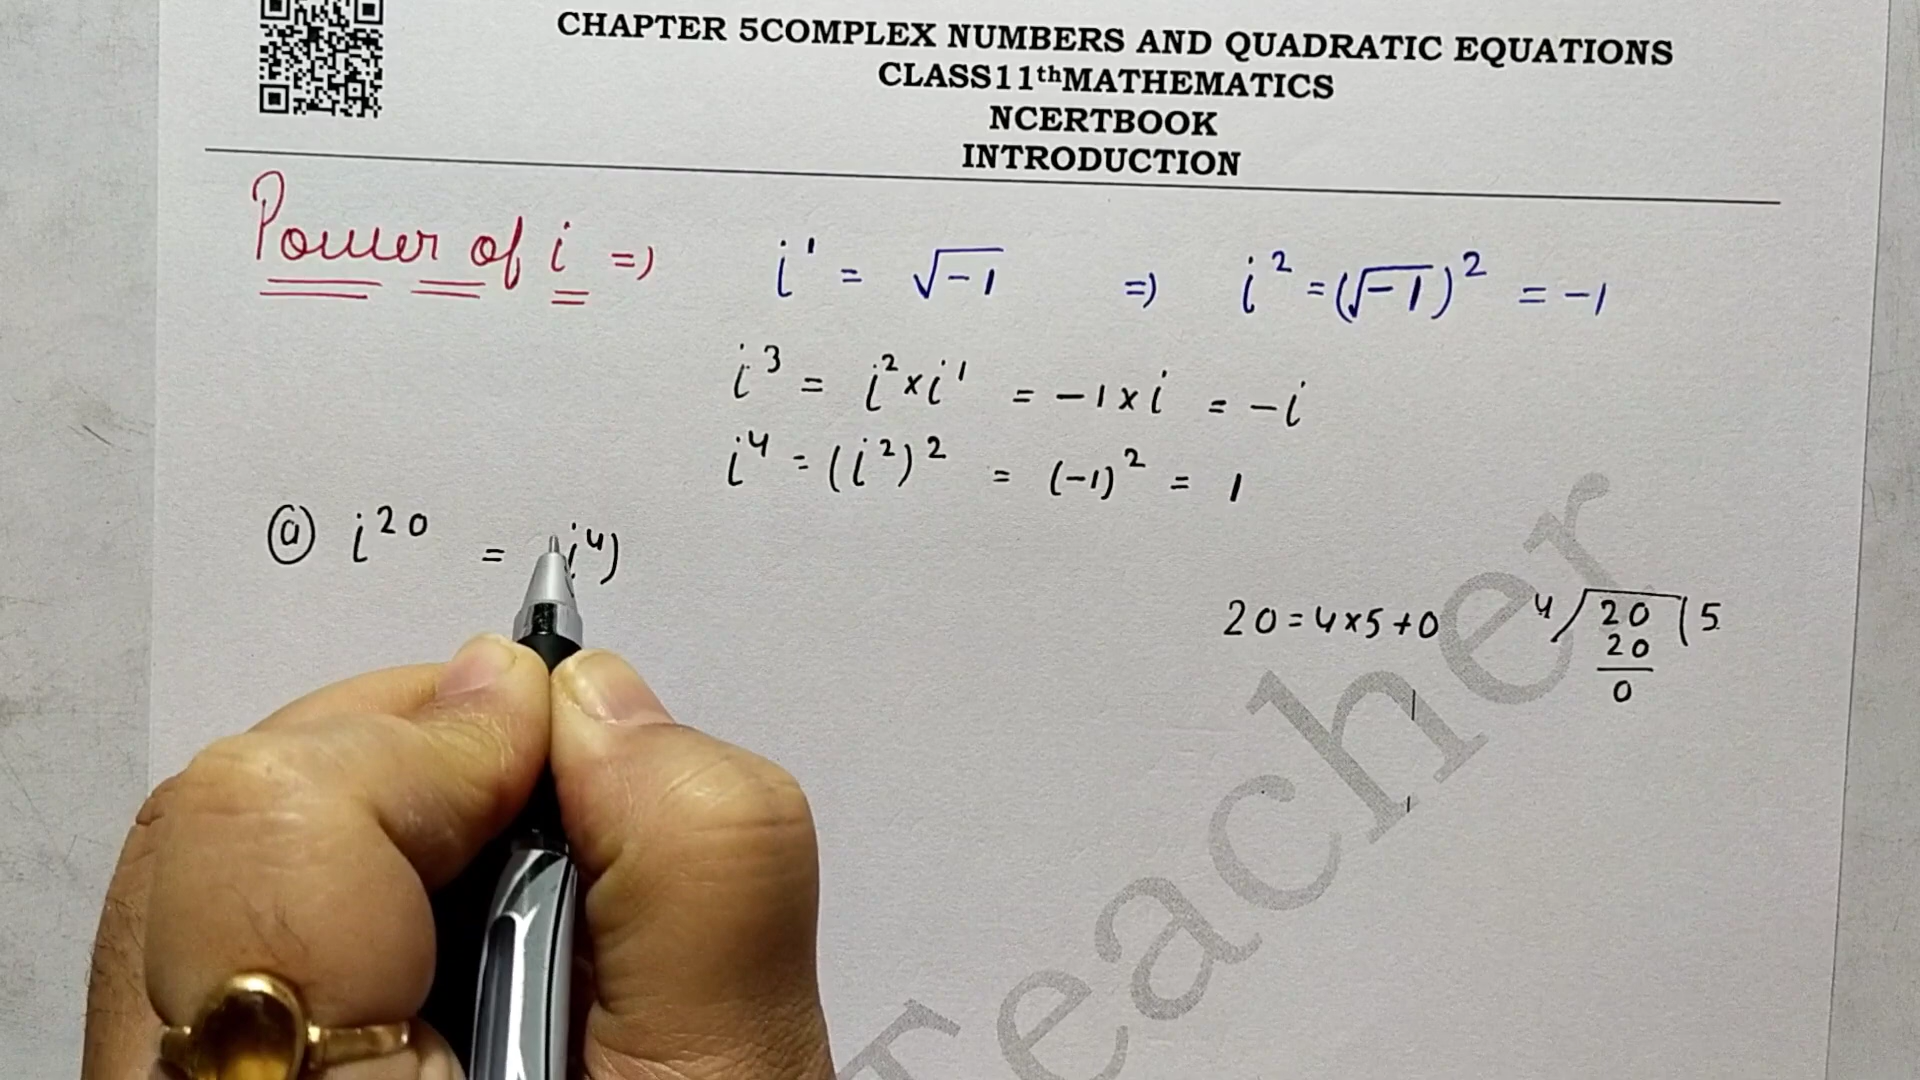 CHAPTER 5COMPLEX NUMBERS AND QUADRATIC EQUATIONS
CLASS11thMATHEMATICS
NCERTBOOK
INTRODUCTION
Power of i => i¹ = √-1 => i² = (√-1)² = -1
i³ = i² × i¹ = -1 × i = -i
i⁴ = (i²)² = (-1)² = 1
ⓐ i²⁰ = i⁴)
20 = 4×5+0 4) 20 (5
20
0
Teacher